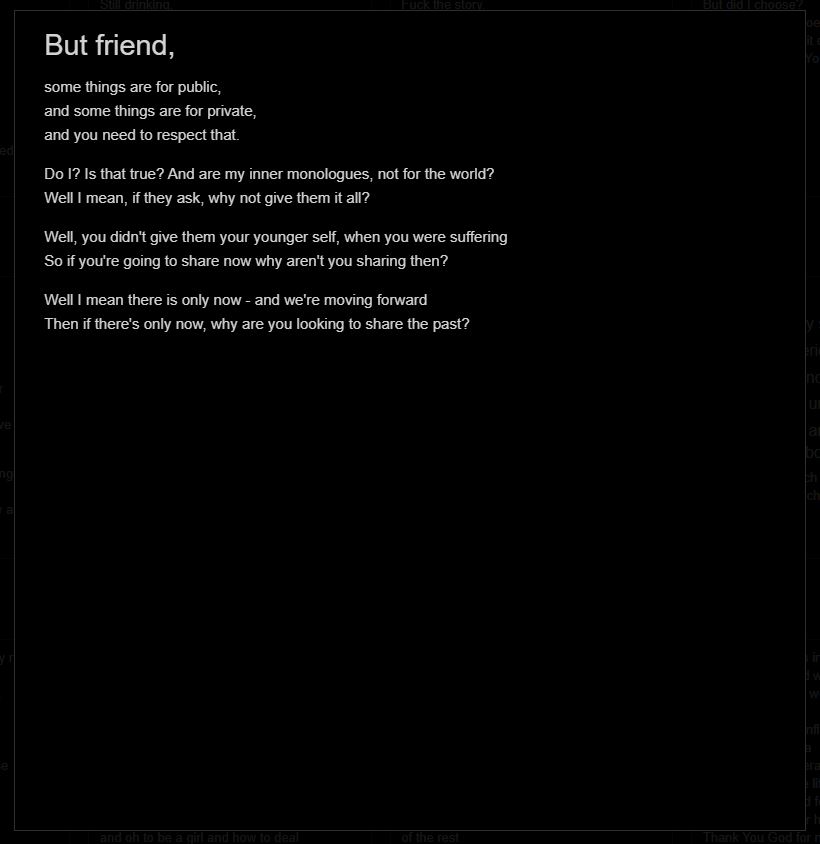 Still drinking,
Fuck the story
But did I choose?
But friend,
some things are for public,
and some things are for private,
and you need to respect that.
Do I? Is that true? And are my inner monologues, not for the world?
Well I mean, if they ask, why not give them it all?
Well, you didn't give them your younger self, when you were suffering
So if you're going to share now why aren't you sharing then?
Well I mean there is only now - and we're moving forward
Then if there's only now, why are you looking to share the past?
and oh to be a girl and how to deal
of the rest
Thank You God for